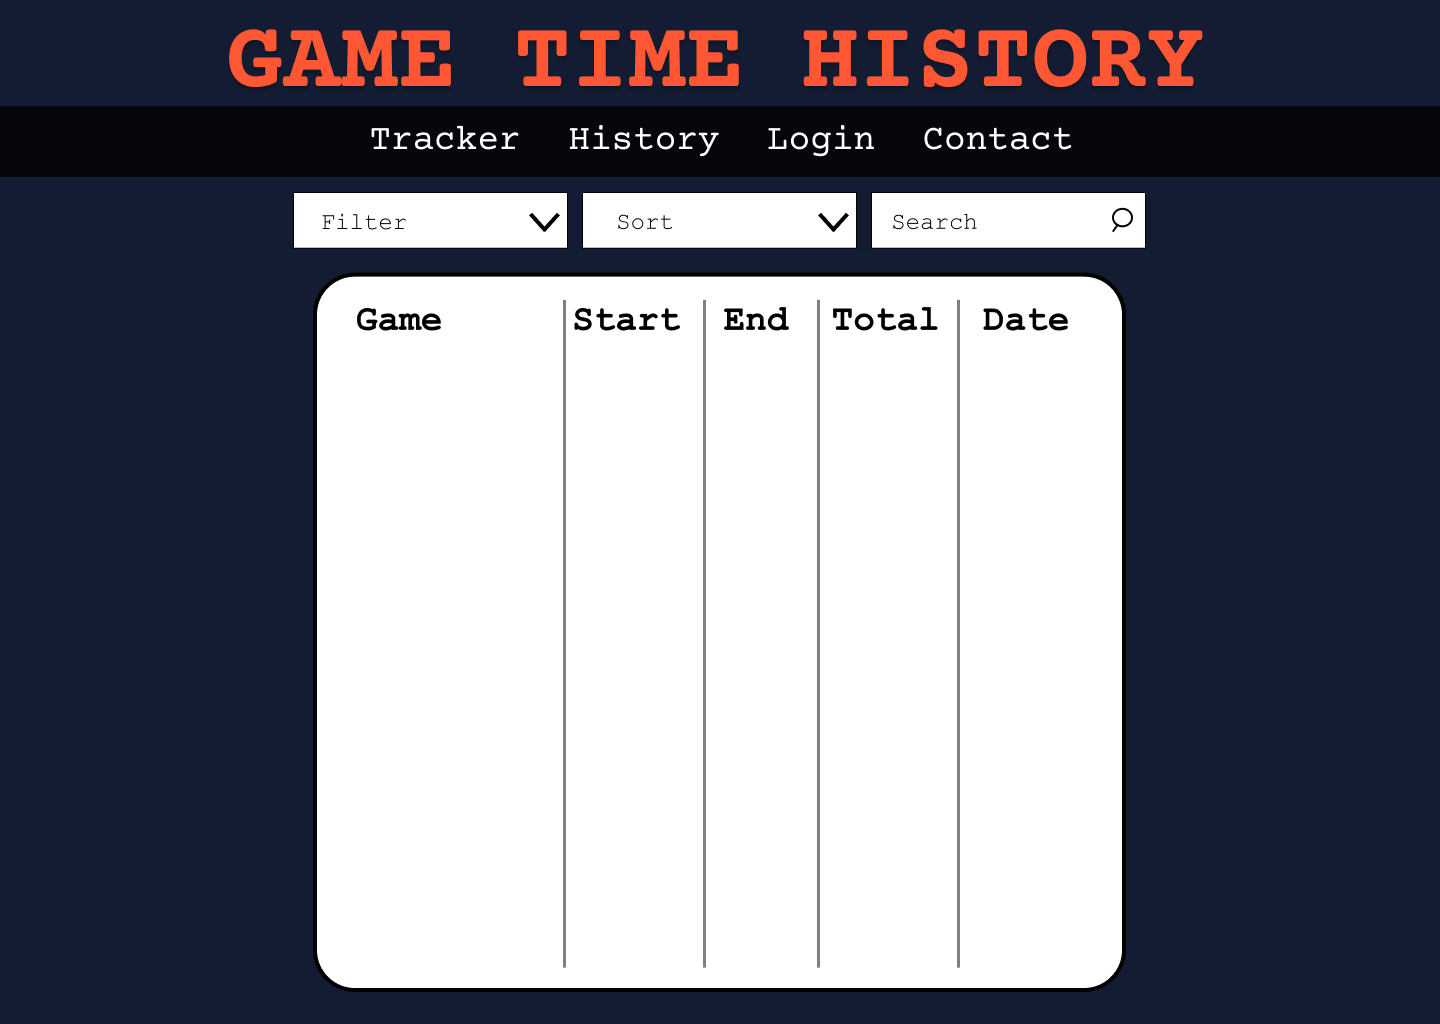 GAME TIME HISTORY
Tracker History Login Contact
Filter Sort Search
Game Start End Total Date